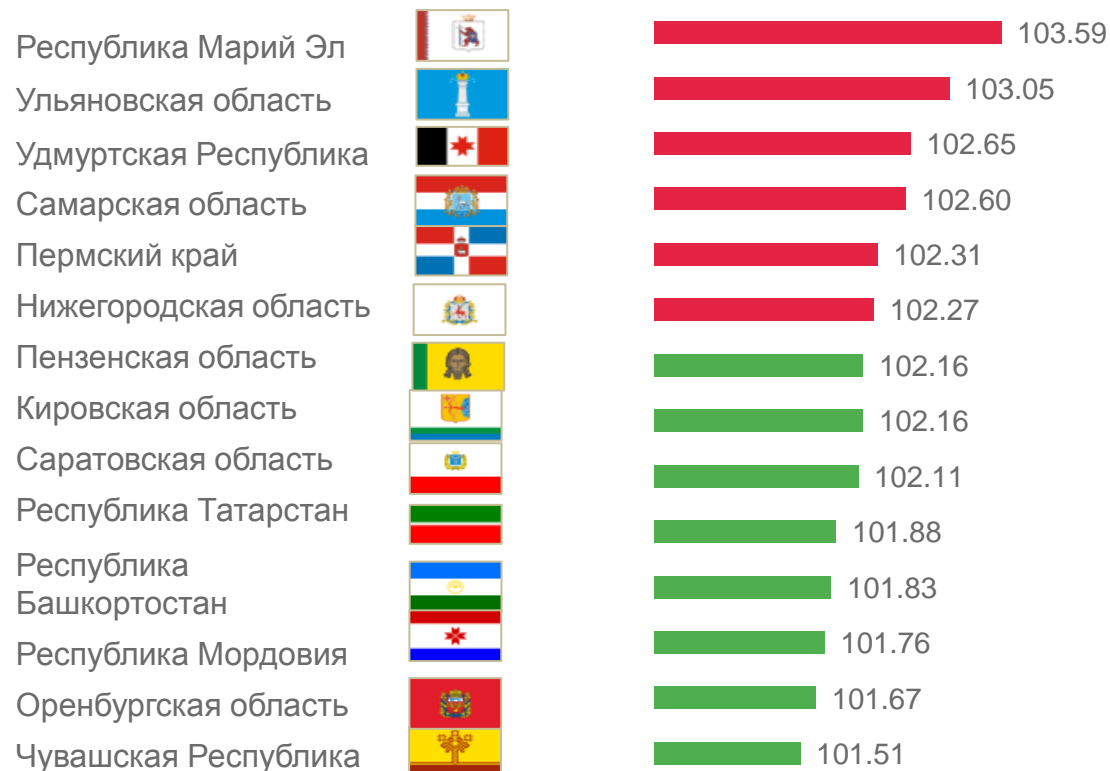 Республика Марий Эл 103.59
Ульяновская область 103.05
Удмуртская Республика 102.65
Самарская область 102.60
Пермский край 102.31
Нижегородская область 102.27
Пензенская область 102.16
Кировская область 102.16
Саратовская область 102.11
Республика Татарстан 101.88
Республика
Башкортостан 101.83
Республика Мордовия 101.76
Оренбургская область 101.67
Чувашская Республика 101.51